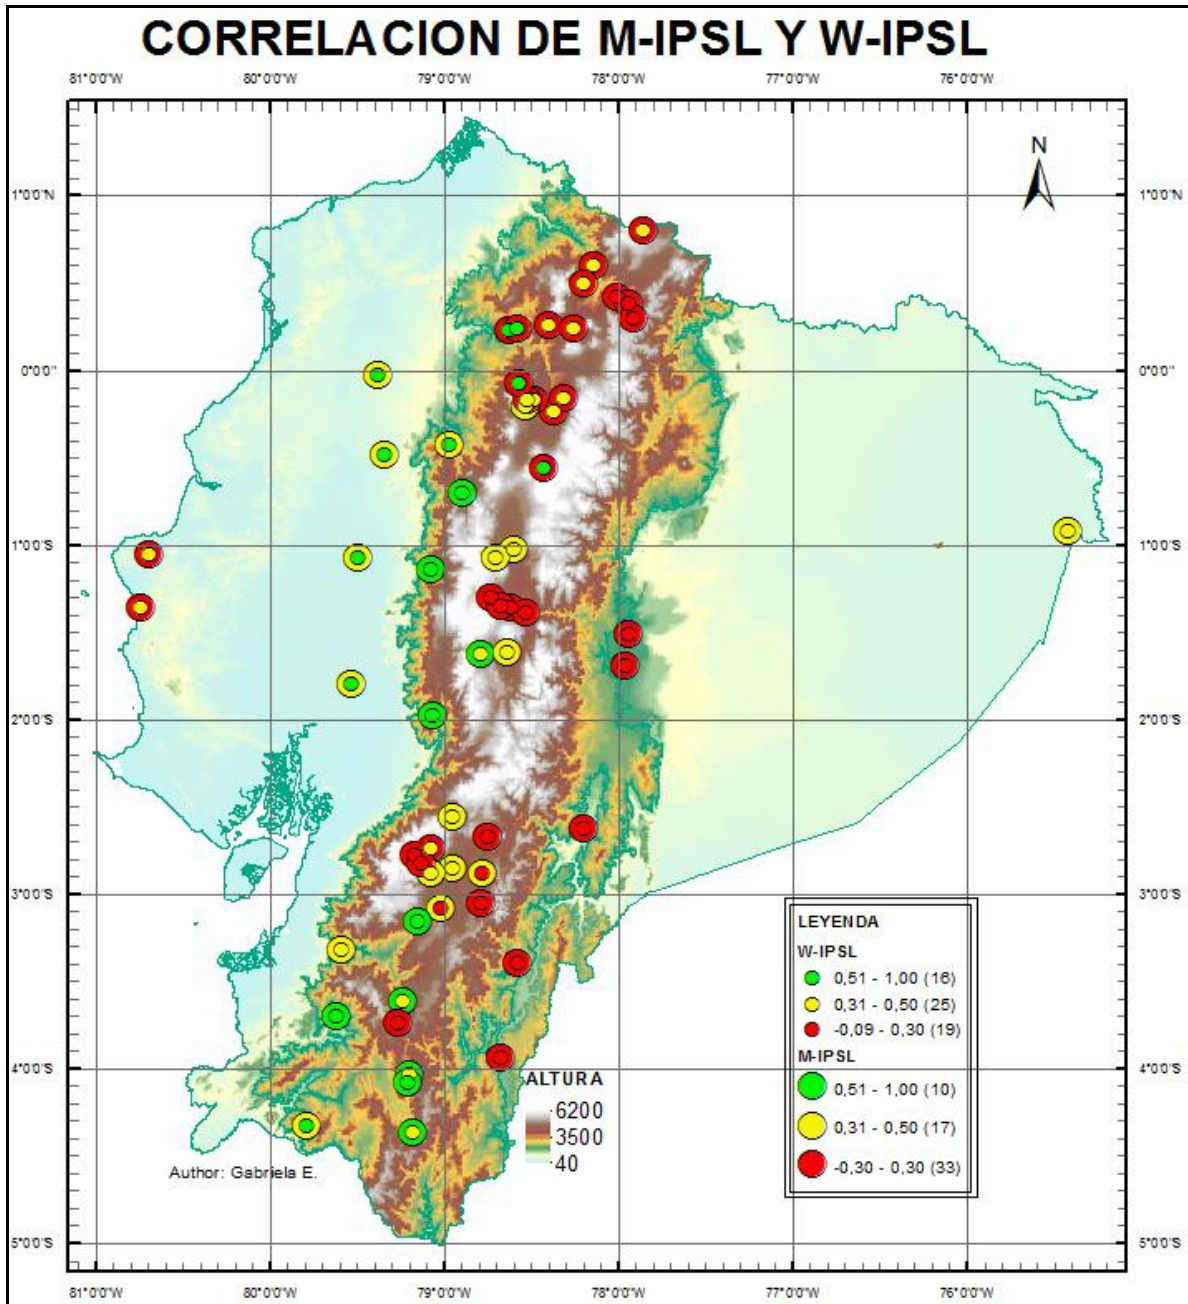 CORRELACION DE M-IPSL Y W-IPSL
81°0'0"W 80°0'0"W 79°0'0"W 78°0'0"W 77°0'0"W 76°0'0"W
N
1°0'0"N 1°0'0"N
0°0'0" 0°0'0"
1°0'0"S 1°0'0"S
2°0'0"S 2°0'0"S
3°0'0"S 3°0'0"S
LEYENDA
W-IPSL
0,51 - 1,00 (16)
0,31 - 0,50 (25)
-0,09 - 0,30 (19)
M-IPSL
0,51 - 1,00 (10)
0,31 - 0,50 (17)
-0,30 - 0,30 (33)
4°0'0"S 4°0'0"S
ALTURA
6200
3500
40
Author: Gabriela E.
5°0'0"S 5°0'0"S
81°0'0"W 80°0'0"W 79°0'0"W 78°0'0"W 77°0'0"W 76°0'0"W